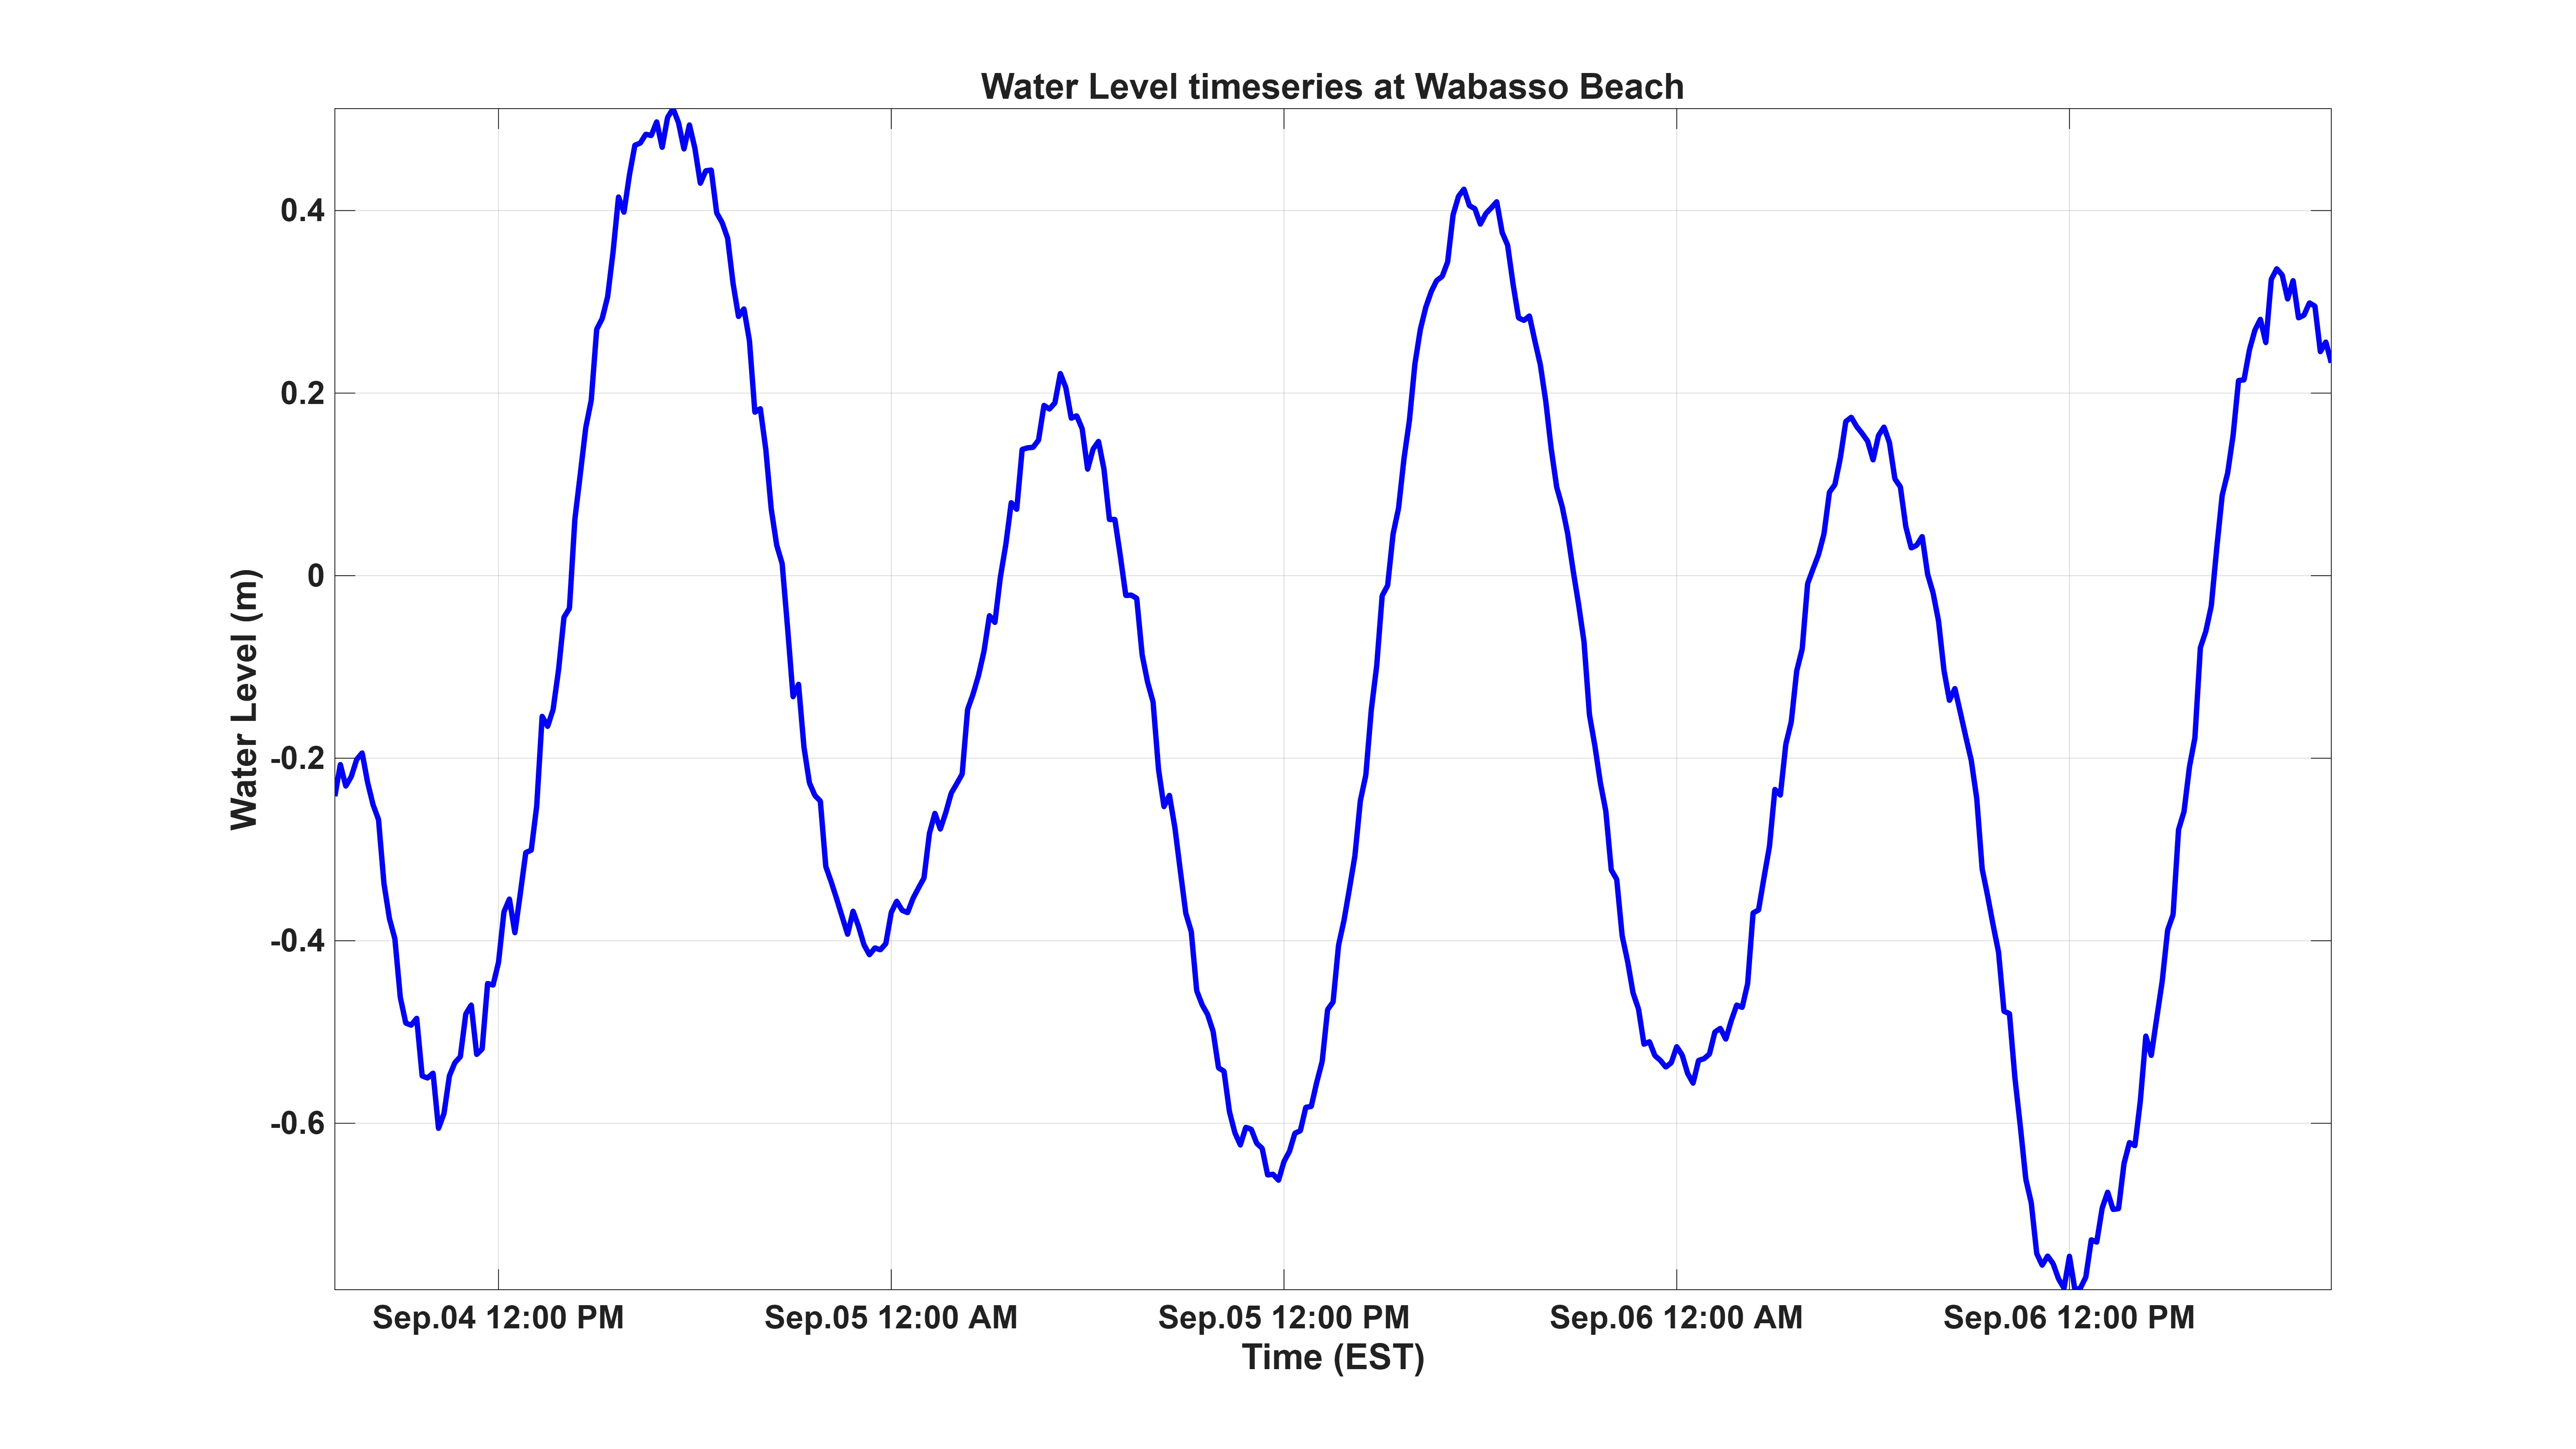 Water Level timeseries at Wabasso Beach
0.4
0.2
0
-0.2
-0.4
-0.6
Water Level (m)
Sep.04 12:00 PM Sep.05 12:00 AM Sep.05 12:00 PM Sep.06 12:00 AM Sep.06 12:00 PM
Time (EST)